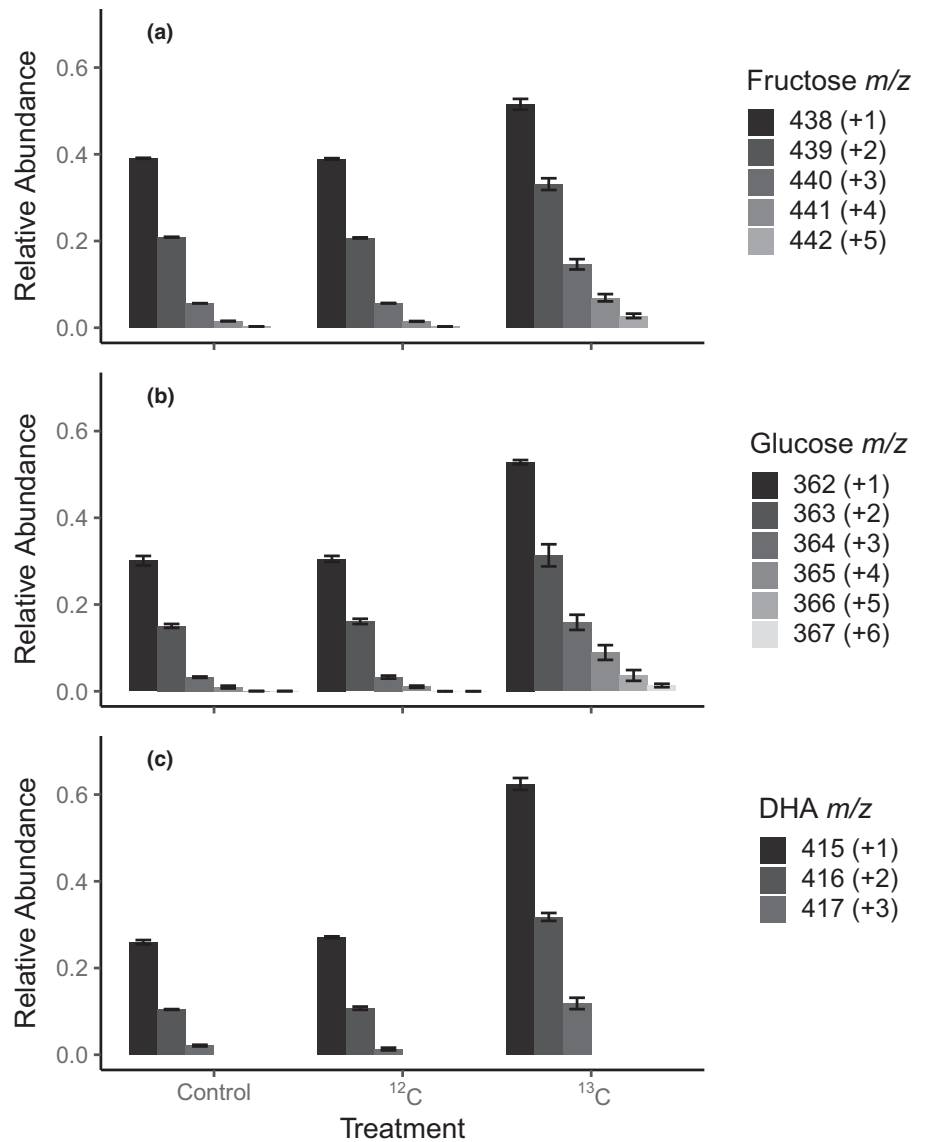 (a)
Relative Abundance
0.6
0.4
0.2
0.0
Fructose m/z
438 (+1)
439 (+2)
440 (+3)
441 (+4)
442 (+5)
(b)
Relative Abundance
0.6
0.4
0.2
0.0
Glucose m/z
362 (+1)
363 (+2)
364 (+3)
365 (+4)
366 (+5)
367 (+6)
(c)
Relative Abundance
0.6
0.4
0.2
0.0
DHA m/z
415 (+1)
416 (+2)
417 (+3)
Control ¹²C ¹³C
Treatment